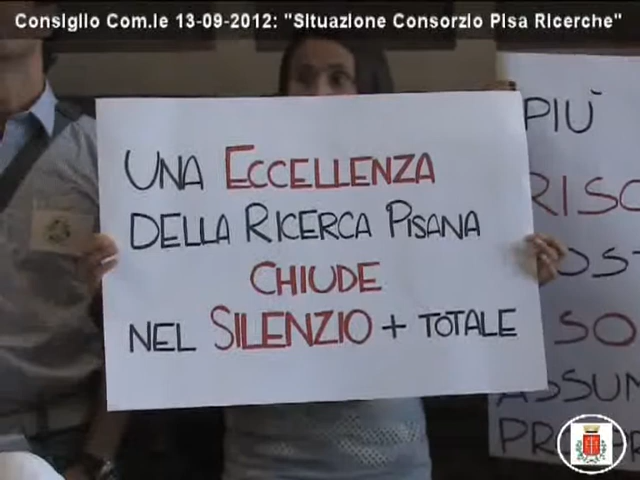 Consiglio Com.le 13-09-2012: "Situazione Consorzio Pisa Ricerche"
UNA ECCELLENZA
DELLA RICERCA PISANA
CHIUDE
NEL SILENZIO + TOTALE
PIÙ